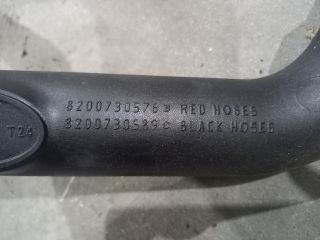 8200730576 B RED HOSES
8200730589 C BLACK HOSES
T24